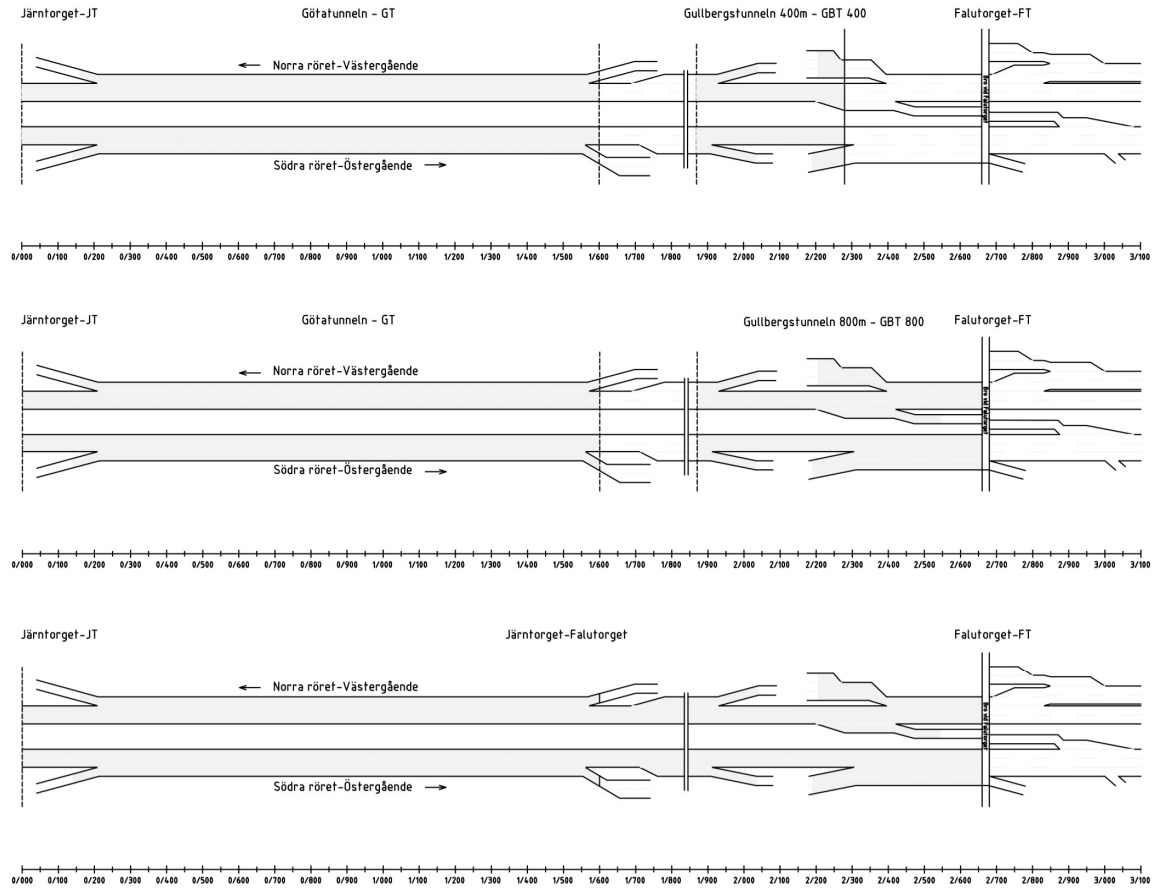 Järntorget-JT
Götatunneln - GT
Gullbergstunneln 400m - GBT 400
Falutorget-FT
Norra röret-Västergående
Bro vid Falutorget
Södra röret-Östergående
0/000 0/100 0/200 0/300 0/400 0/500 0/600 0/700 0/800 0/900 1/000 1/100 1/200 1/300 1/400 1/500 1/600 1/700 1/800 1/900 2/000 2/100 2/200 2/300 2/400 2/500 2/600 2/700 2/800 2/900 3/000 3/100
Järntorget-JT
Götatunneln - GT
Gullbergstunneln 800m - GBT 800
Falutorget-FT
Norra röret-Västergående
Bro vid Falutorget
Södra röret-Östergående
0/000 0/100 0/200 0/300 0/400 0/500 0/600 0/700 0/800 0/900 1/000 1/100 1/200 1/300 1/400 1/500 1/600 1/700 1/800 1/900 2/000 2/100 2/200 2/300 2/400 2/500 2/600 2/700 2/800 2/900 3/000 3/100
Järntorget-JT
Järntorget-Falutorget
Falutorget-FT
Norra röret-Västergående
Bro vid Falutorget
Södra röret-Östergående
0/000 0/100 0/200 0/300 0/400 0/500 0/600 0/700 0/800 0/900 1/000 1/100 1/200 1/300 1/400 1/500 1/600 1/700 1/800 1/900 2/000 2/100 2/200 2/300 2/400 2/500 2/600 2/700 2/800 2/900 3/000 3/100